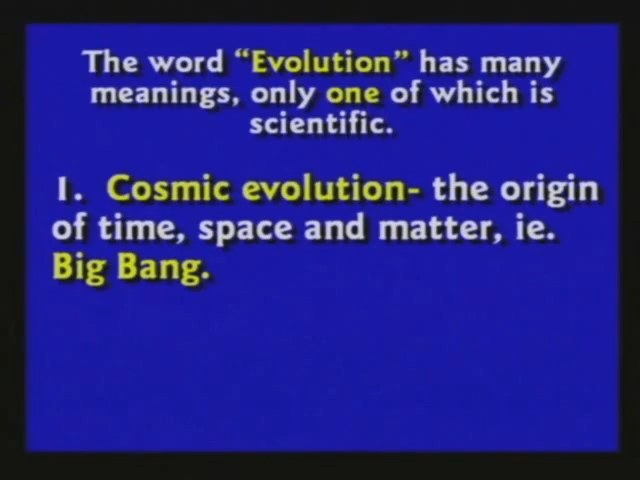 The word “Evolution” has many
meanings, only one of which is
scientific.
1. Cosmic evolution- the origin
of time, space and matter, ie.
Big Bang.